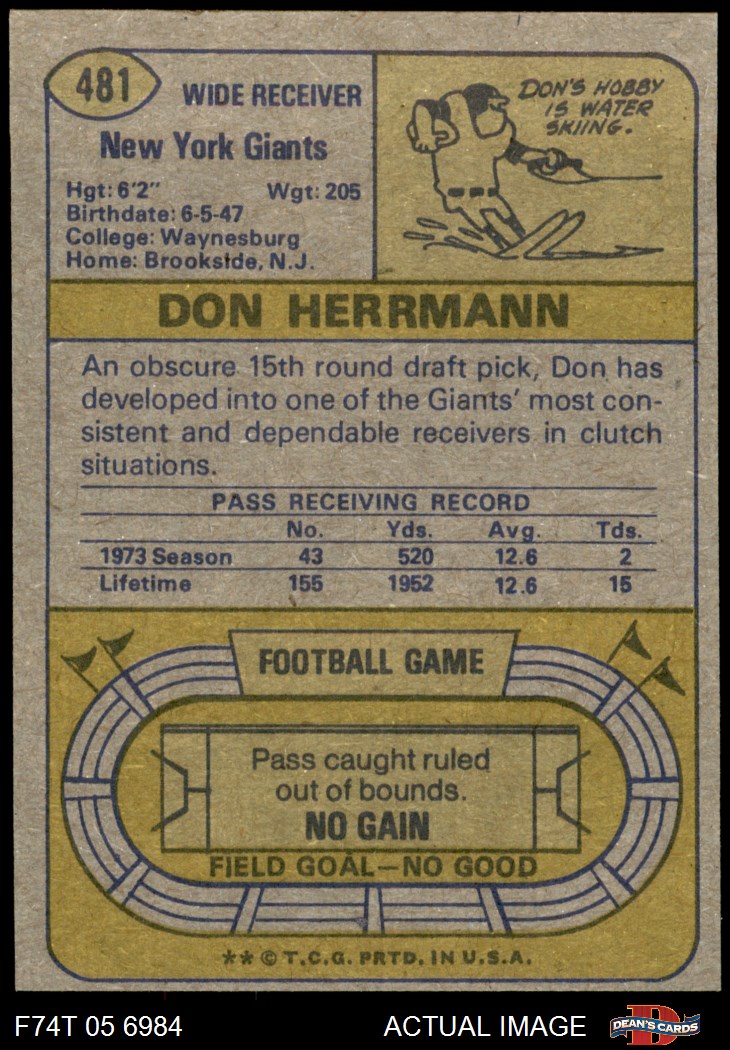 481
WIDE RECEIVER
New York Giants
Hgt: 6'2" Wgt: 205
Birthdate: 6-5-47
College: Waynesburg
Home: Brookside, N.J.
DON'S HOBBY
IS WATER
SKIING.
DON HERRMANN
An obscure 15th round draft pick, Don has
developed into one of the Giants' most con-
sistent and dependable receivers in clutch
situations.
PASS RECEIVING RECORD
No. Yds. Avg. Tds.
1973 Season 43 520 12.6 2
Lifetime 155 1952 12.6 15
FOOTBALL GAME
Pass caught ruled
out of bounds.
NO GAIN
FIELD GOAL—NO GOOD
** © T.C.G. PRTD. IN U.S.A.
F74T 05 6984 ACTUAL IMAGE
D
DEAN'S CARDS